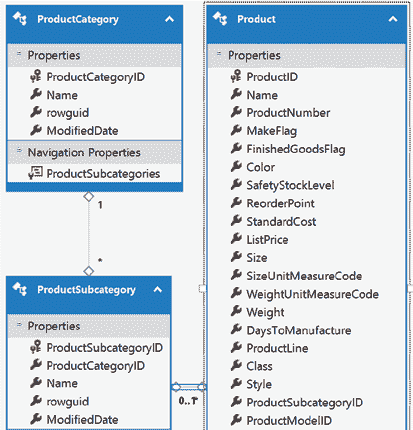 ProductCategory
Properties
ProductCategoryID
Name
rowguid
ModifiedDate
Navigation Properties
ProductSubcategories
1
*
ProductSubcategory
Properties
ProductSubcategoryID
ProductCategoryID
Name
rowguid
ModifiedDate
Product
Properties
ProductID
Name
ProductNumber
MakeFlag
FinishedGoodsFlag
Color
SafetyStockLevel
ReorderPoint
StandardCost
ListPrice
Size
SizeUnitMeasureCode
WeightUnitMeasureCode
Weight
DaysToManufacture
ProductLine
Class
Style
ProductSubcategoryID
ProductModelID